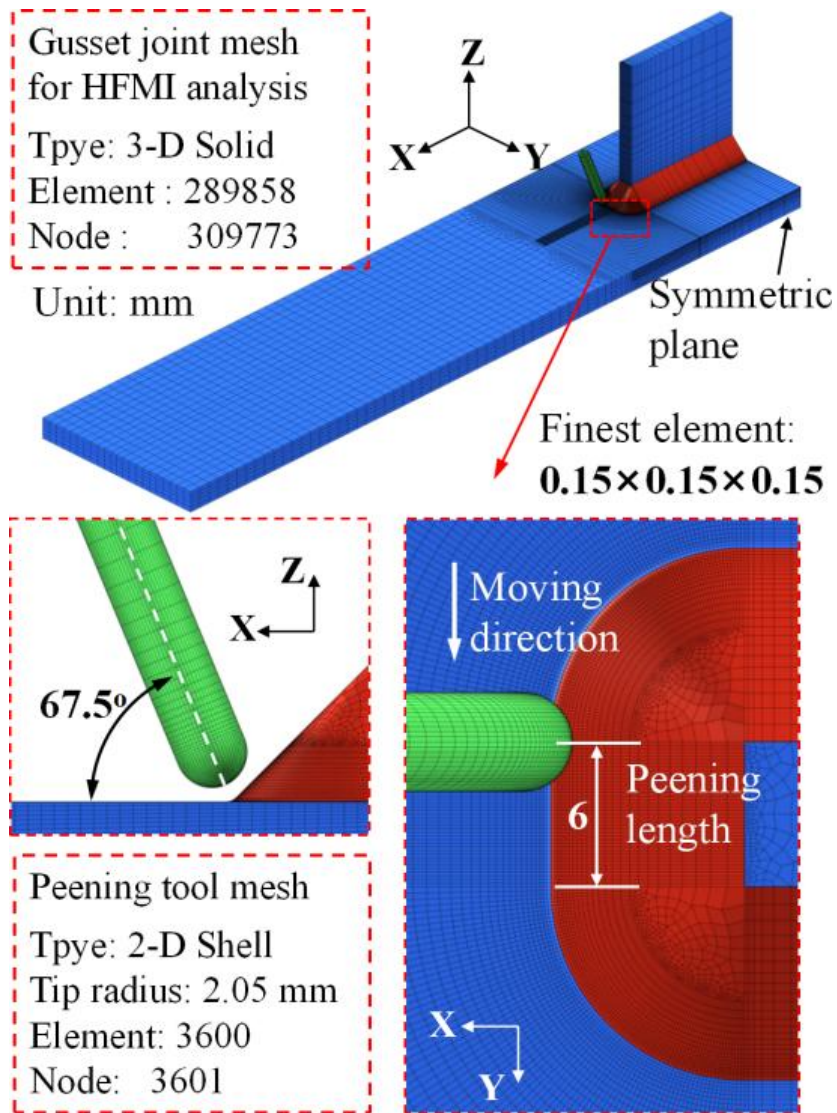 Gusset joint mesh
for HFMI analysis
Tpye: 3-D Solid
Element : 289858
Node : 309773
Unit: mm
Z
X
Y
Symmetric
plane
Finest element:
0.15×0.15×0.15
Z
X
67.5º
Moving
direction
Peening
length
6
X
Y
Peening tool mesh
Tpye: 2-D Shell
Tip radius: 2.05 mm
Element: 3600
Node: 3601